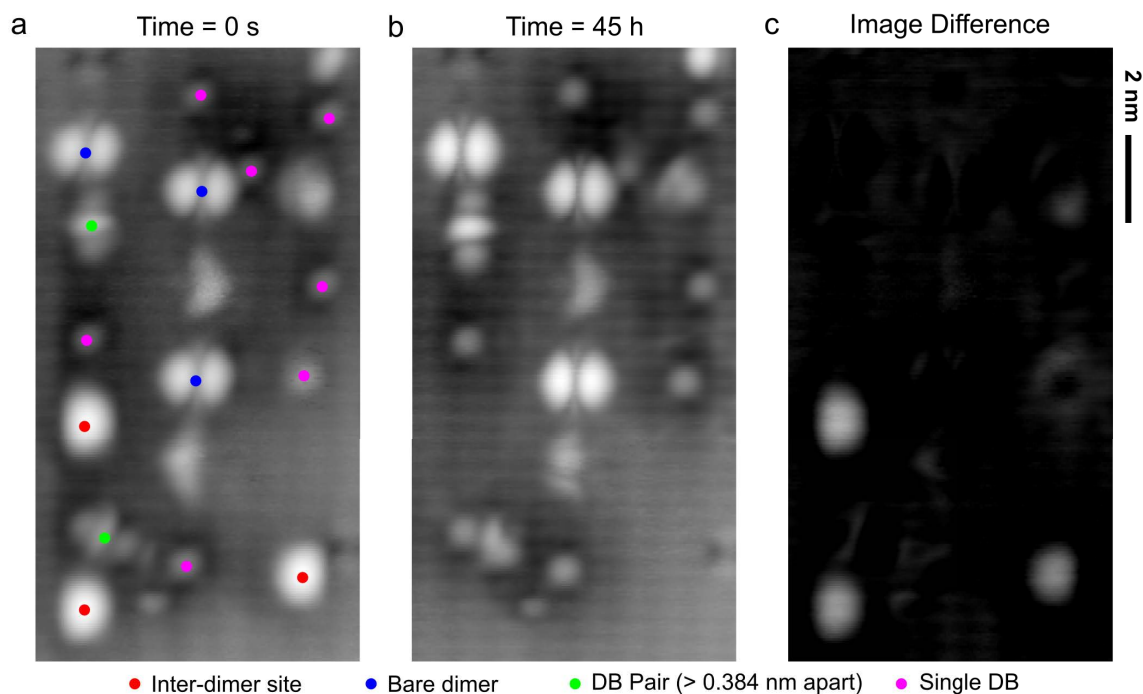 a Time = 0 s b Time = 45 h c Image Difference
2 nm
Inter-dimer site Bare dimer DB Pair (> 0.384 nm apart) Single DB